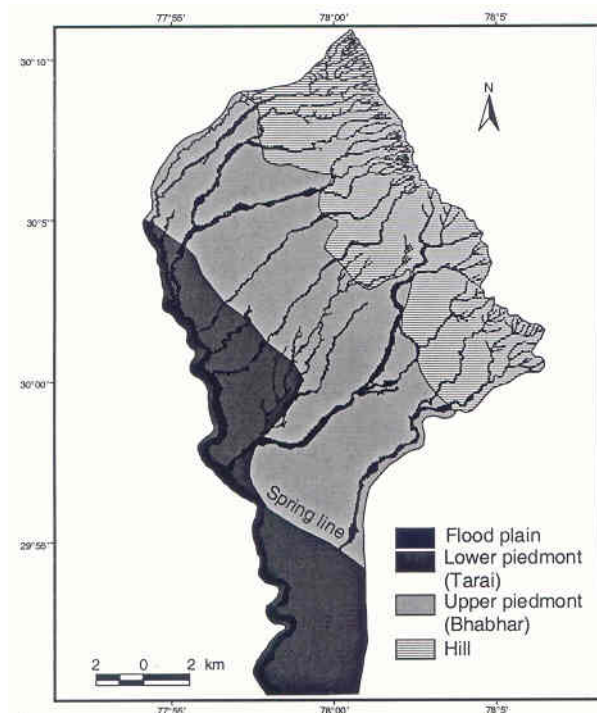 77°55' 78°00' 78°5'
30°10'
N
30°5'
30°00'
Spring line
29°55'
Flood plain
Lower piedmont
(Tarai)
Upper piedmont
(Bhabhar)
Hill
2 0 2 km
77°55' 78°00' 78°5'